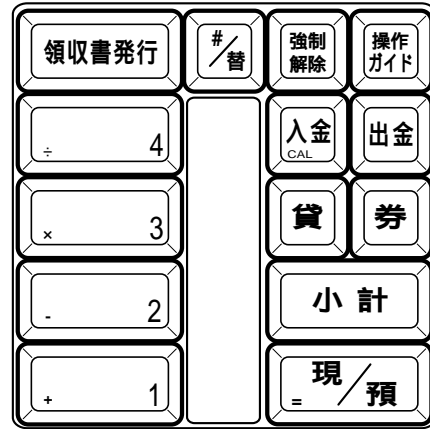 領収書発行
#/替
強制
解除
操作
ガイド
÷ 4
入金
CAL
出金
× 3
貸
券
- 2
小計
+ 1
= 現/預